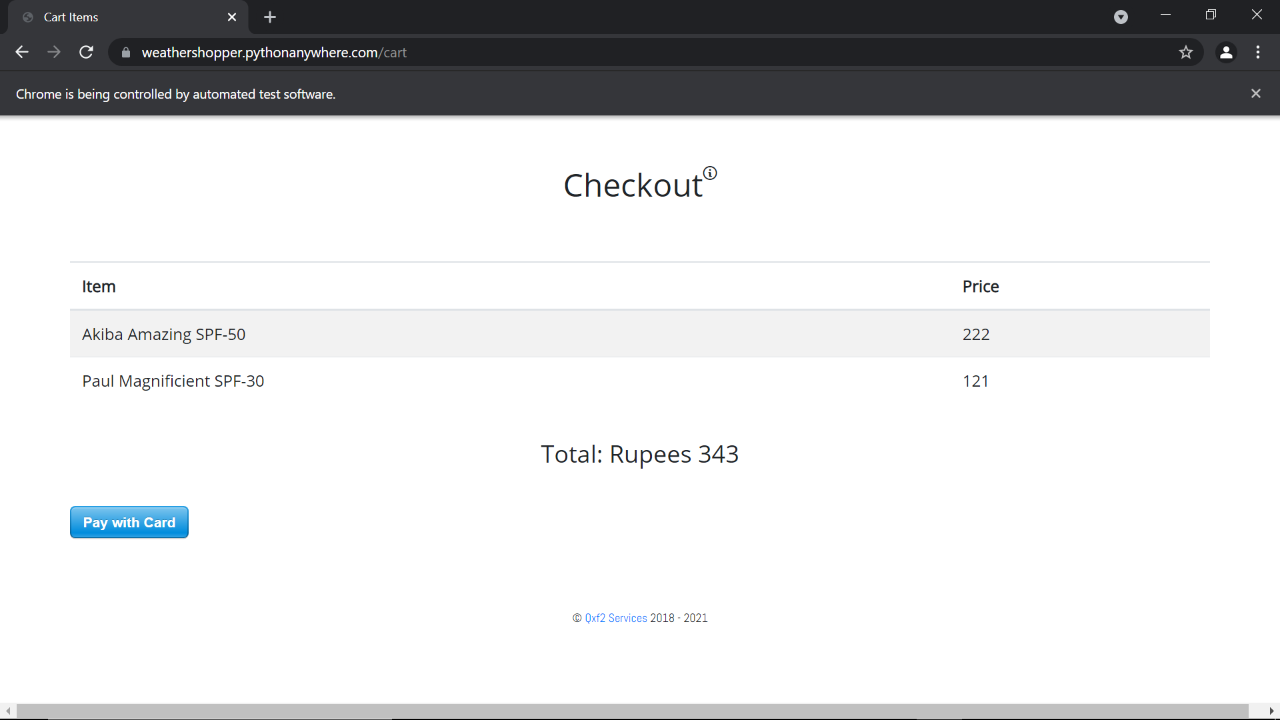 Cart Items
weathershopper.pythonanywhere.com/cart
Chrome is being controlled by automated test software.
Checkout
Item Price
Akiba Amazing SPF-50 222
Paul Magnificient SPF-30 121
Total: Rupees 343
Pay with Card
© Qxf2 Services 2018 - 2021